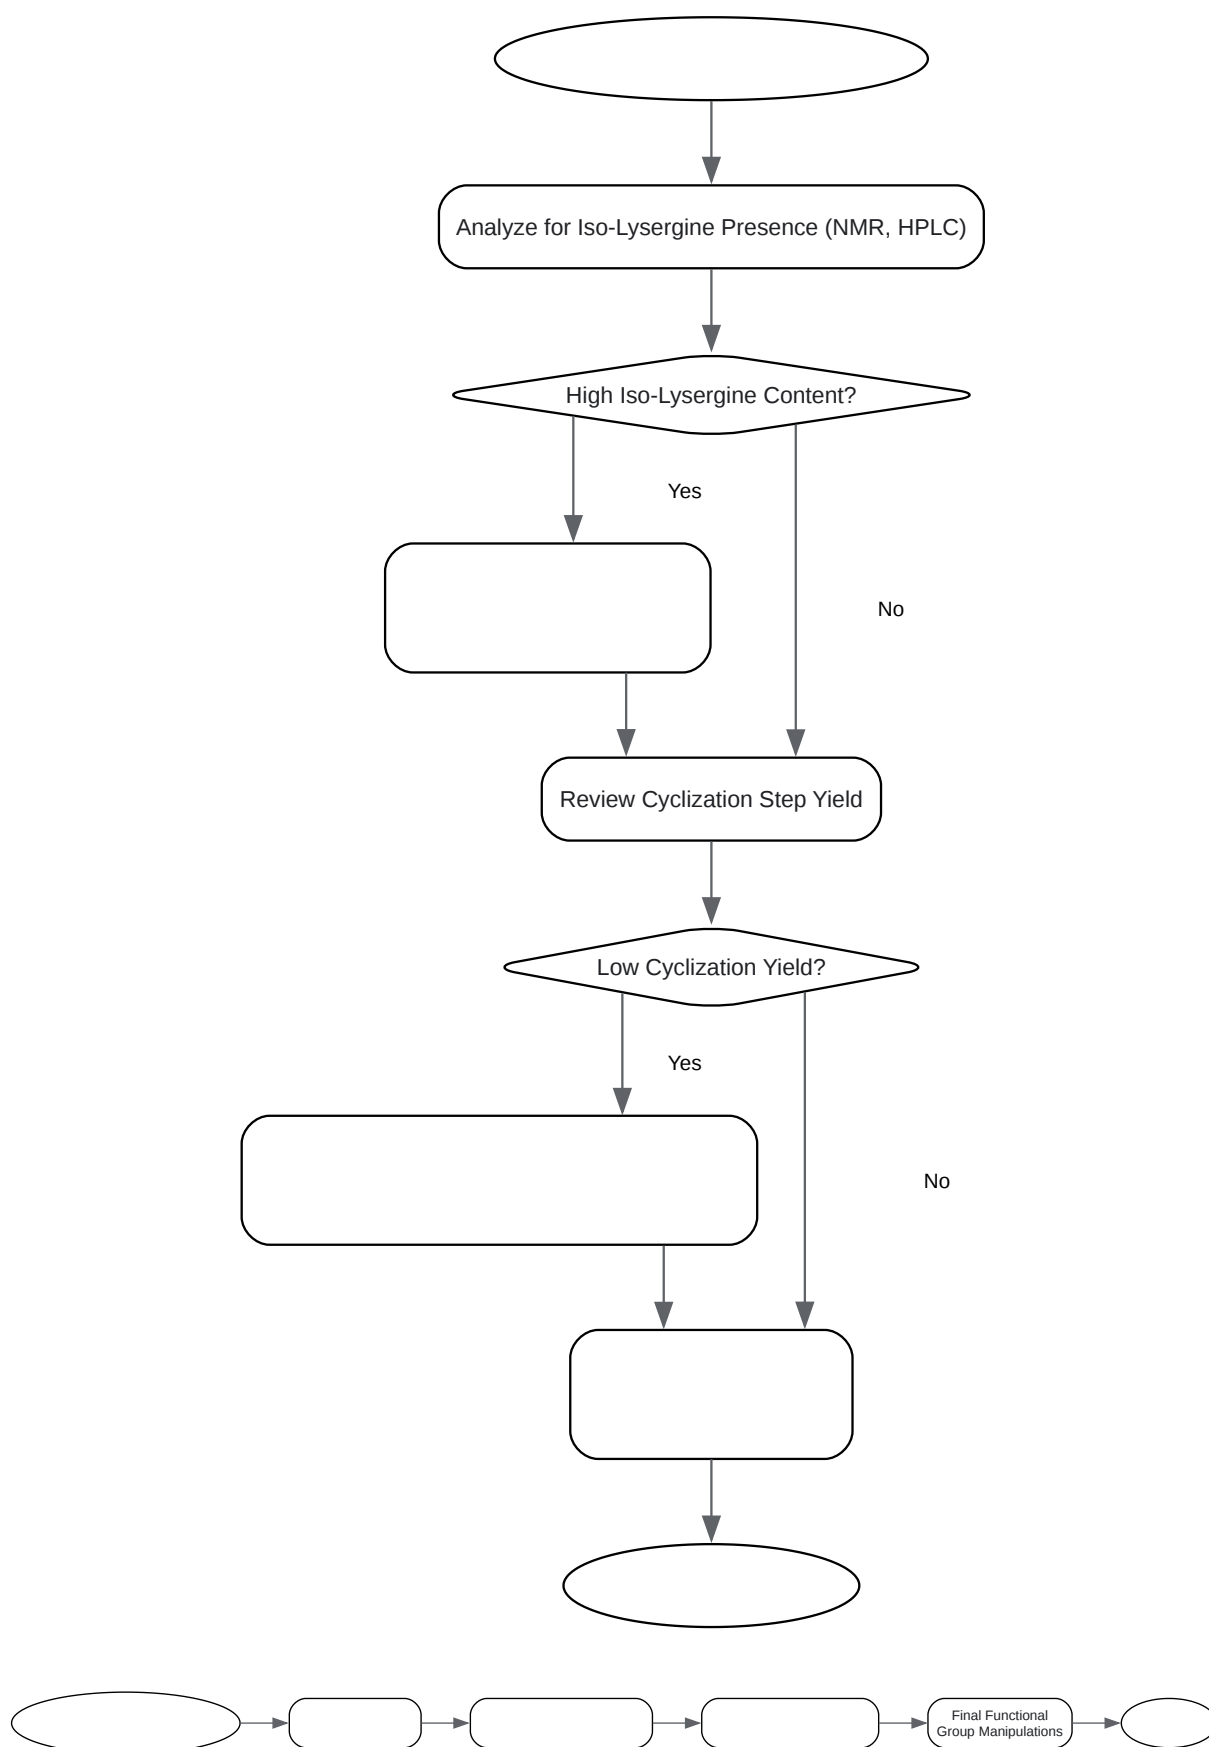 Analyze for Iso-Lysergine Presence (NMR, HPLC)
High Iso-Lysergine Content?
Yes
No
Review Cyclization Step Yield
Low Cyclization Yield?
Yes
No
Final Functional
Group Manipulations